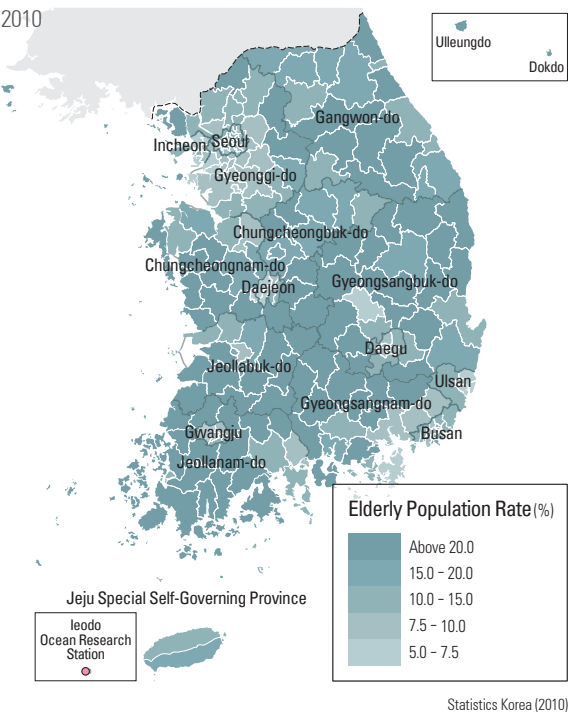 2010
Ulleungdo
Dokdo
Gangwon-do
Incheon
Seoul
Gyeonggi-do
Chungcheongbuk-do
Chungcheongnam-do
Daejeon
Gyeongsangbuk-do
Daegu
Jeollabuk-do
Ulsan
Gyeongsangnam-do
Gwangju
Busan
Jeollanam-do
Elderly Population Rate (%)
Above 20.0
15.0 - 20.0
10.0 - 15.0
7.5 - 10.0
5.0 - 7.5
Jeju Special Self-Governing Province
Ieodo
Ocean Research
Station
Statistics Korea (2010)